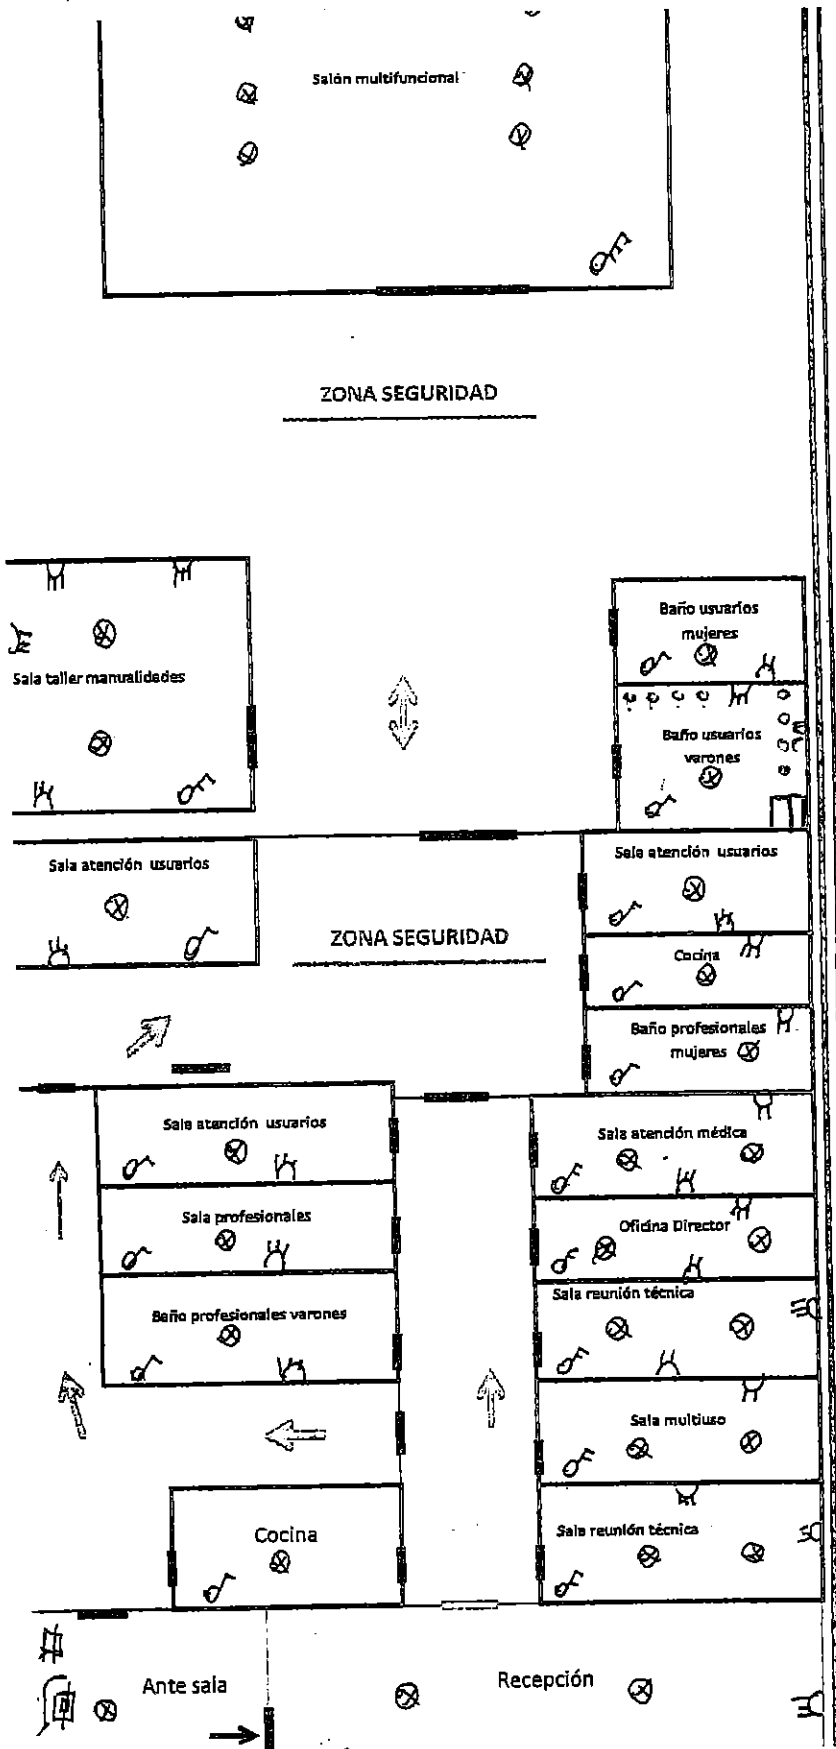 Salón multifuncional
ZONA SEGURIDAD
Baño usuarios
mujeres
Sala taller manualidades
Baño usuarios
varones
Sala atención usuarios
Sala atención usuarios
ZONA SEGURIDAD
Cocina
Baño profesionales
mujeres
Sala atención usuarios
Sala atención médica
Sala profesionales
Oficina Director
Sala reunión técnica
Baño profesionales varones
Sala multiuso
Cocina
Sala reunión técnica
Ante sala
Recepción